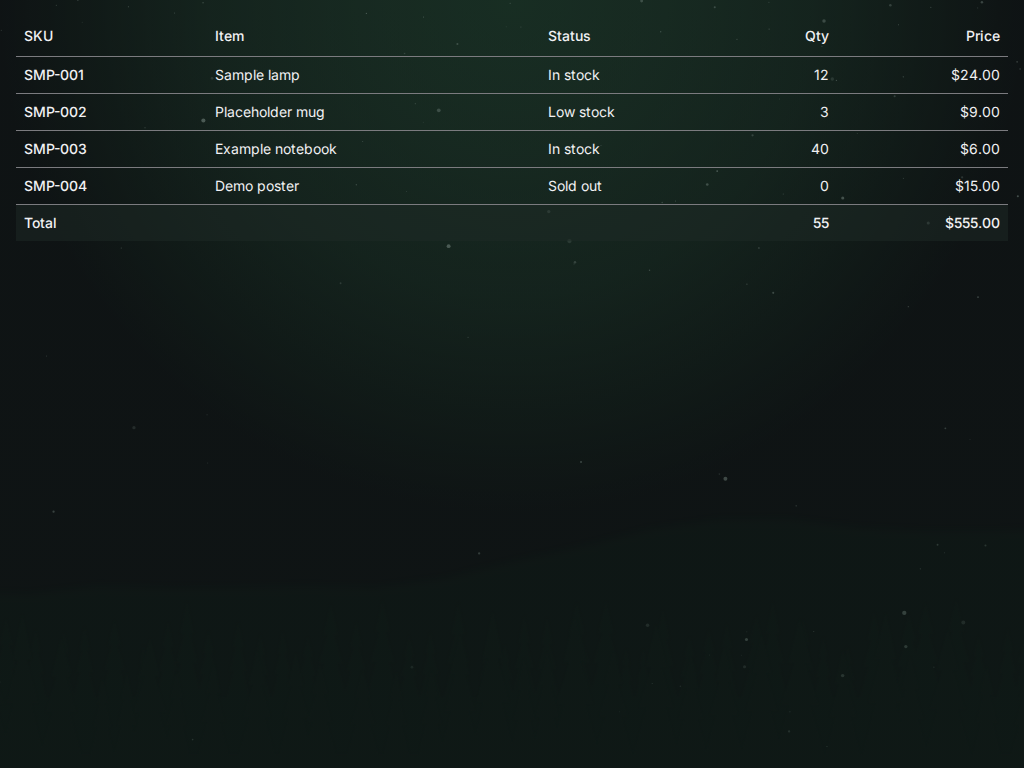 SKU Item Status Qty Price
SMP-001 Sample lamp In stock 12 $24.00
SMP-002 Placeholder mug Low stock 3 $9.00
SMP-003 Example notebook In stock 40 $6.00
SMP-004 Demo poster Sold out 0 $15.00
Total 55 $555.00